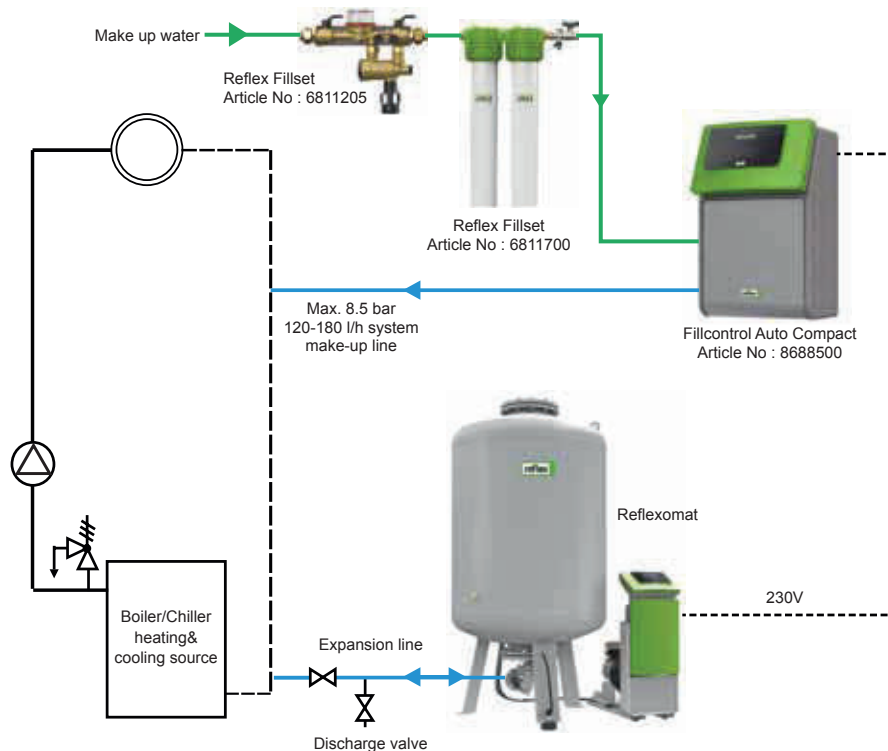 Make up water
Reflex Fillset
Article No : 6811205
Reflex Fillset
Article No : 6811700
Max. 8.5 bar
120-180 l/h system
make-up line
Fillcontrol Auto Compact
Article No : 8688500
reflex
Reflexomat
230V
Boiler/Chiller
heating&
cooling source
Expansion line
Discharge valve